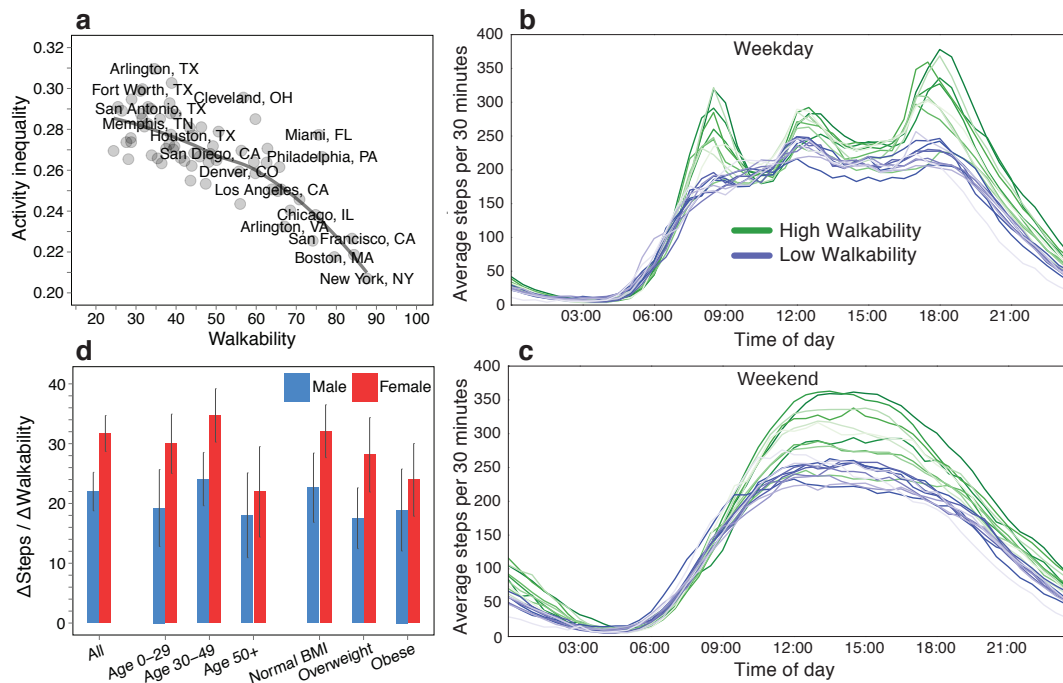 a
Activity inequality
0.32
0.30
0.28
0.26
0.24
0.22
0.20
Arlington, TX
Fort Worth, TX
Cleveland, OH
San Antonio, TX
Memphis, TN
Houston, TX
Miami, FL
San Diego, CA
Philadelphia, PA
Denver, CO
Los Angeles, CA
Chicago, IL
Arlington, VA
San Francisco, CA
Boston, MA
New York, NY
20 30 40 50 60 70 80 90 100
Walkability
b
Weekday
Average steps per 30 minutes
400
350
300
250
200
150
100
50
0
High Walkability
Low Walkability
03:00 06:00 09:00 12:00 15:00 18:00 21:00
Time of day
d
ΔSteps / ΔWalkability
40
30
20
10
0
Male Female
All
Age 0–29
Age 30–49
Age 50+
Normal BMI
Overweight
Obese
c
Weekend
Average steps per 30 minutes
400
350
300
250
200
150
100
50
0
03:00 06:00 09:00 12:00 15:00 18:00 21:00
Time of day